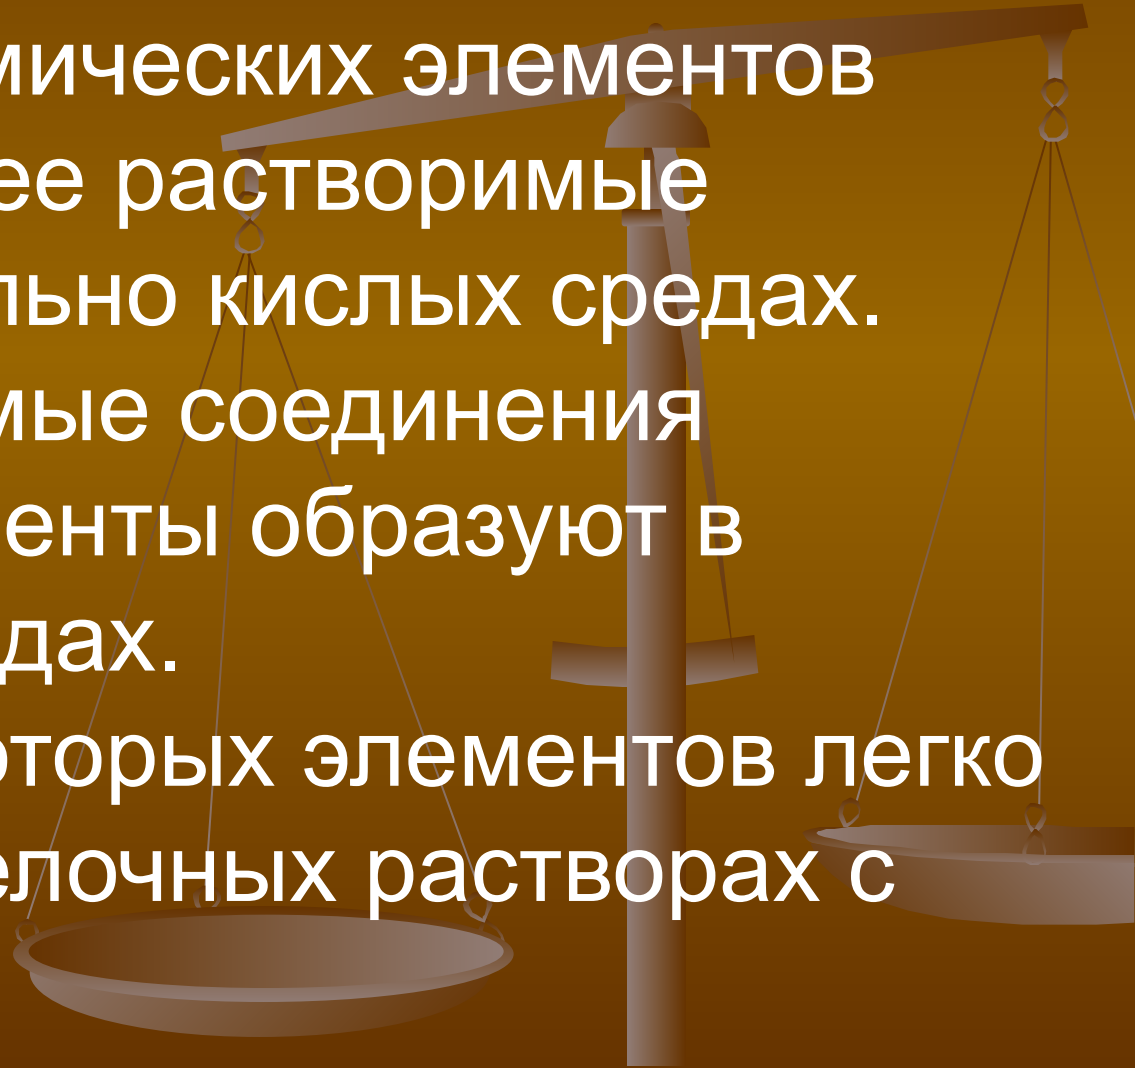 мических элементов
ее растворимые
льно кислых средах.
мые соединения
енты образуют в
дах.
оторых элементов легко
елочных растворах с